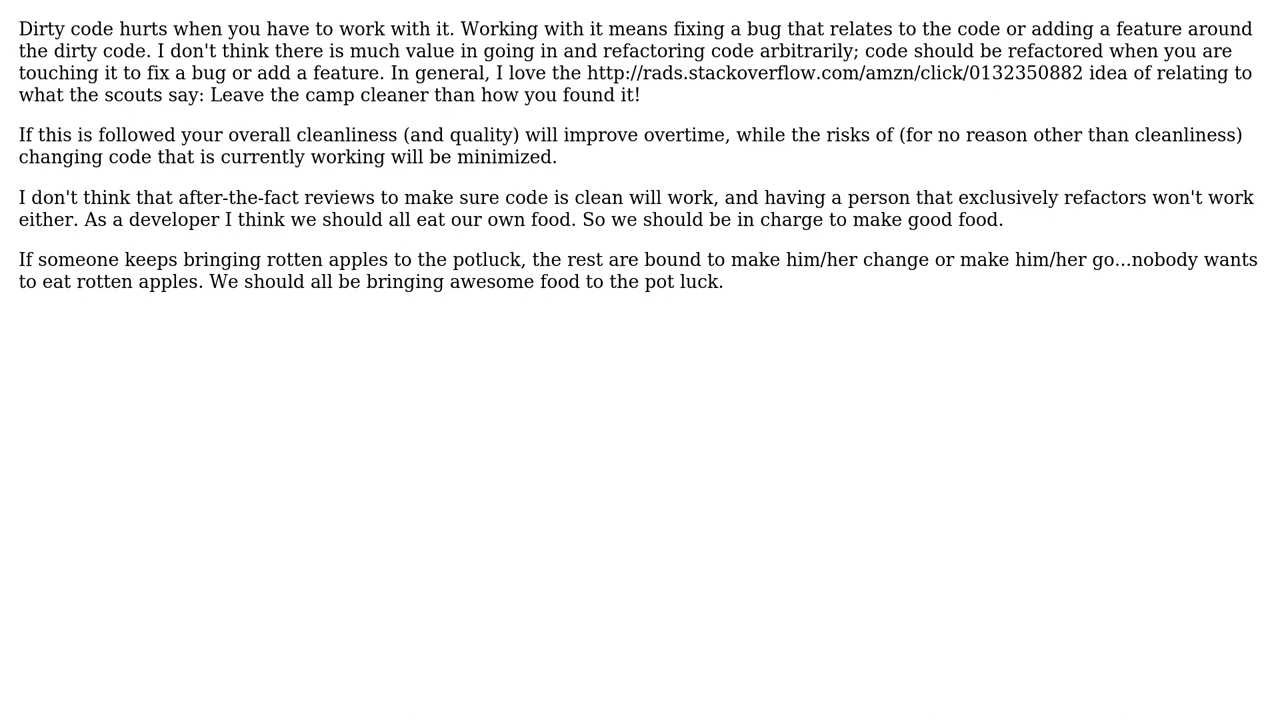 Dirty code hurts when you have to work with it. Working with it means fixing a bug that relates to the code or adding a feature around
the dirty code. I don't think there is much value in going in and refactoring code arbitrarily; code should be refactored when you are
touching it to fix a bug or add a feature. In general, I love the http://rads.stackoverflow.com/amzn/click/0132350882 idea of relating to
what the scouts say: Leave the camp cleaner than how you found it!
If this is followed your overall cleanliness (and quality) will improve overtime, while the risks of (for no reason other than cleanliness)
changing code that is currently working will be minimized.
I don't think that after-the-fact reviews to make sure code is clean will work, and having a person that exclusively refactors won't work
either. As a developer I think we should all eat our own food. So we should be in charge to make good food.
If someone keeps bringing rotten apples to the potluck, the rest are bound to make him/her change or make him/her go...nobody wants
to eat rotten apples. We should all be bringing awesome food to the pot luck.